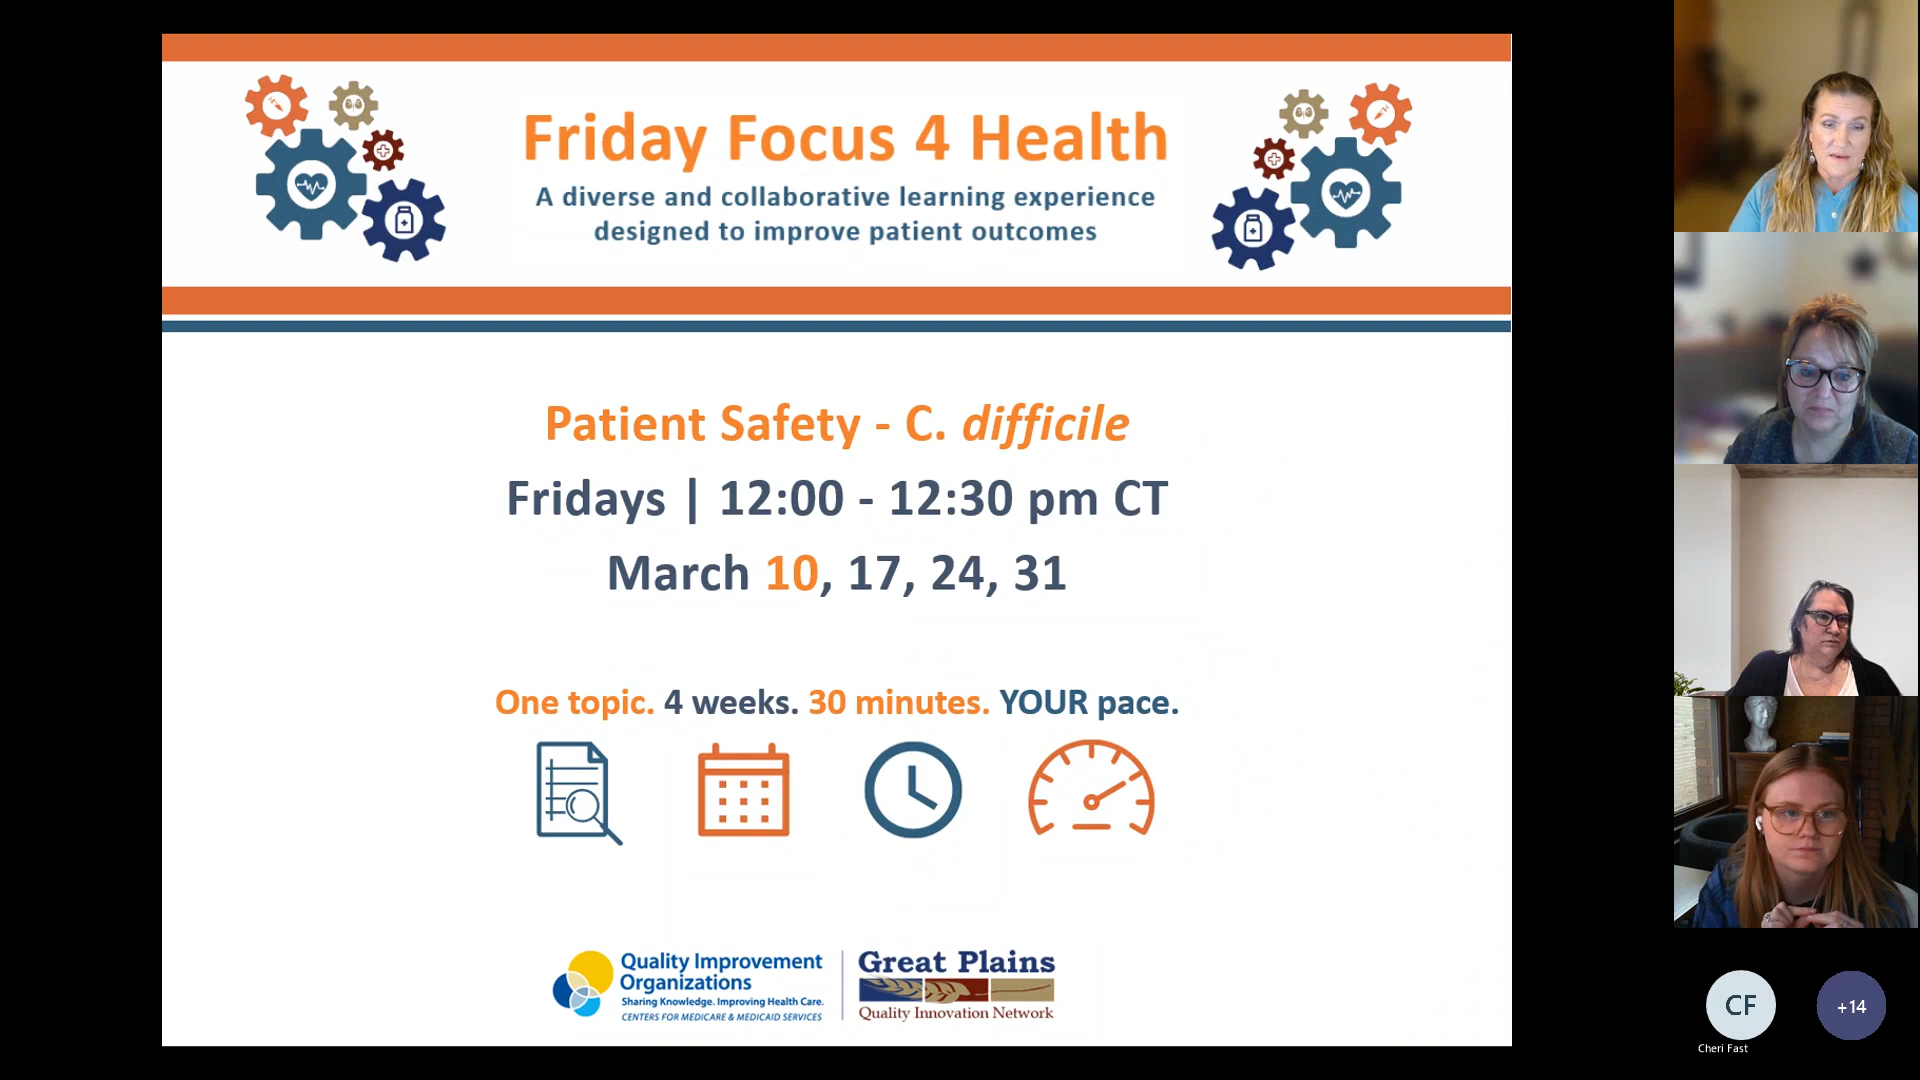 Friday Focus 4 Health
A diverse and collaborative learning experience
designed to improve patient outcomes
Patient Safety - C. difficile
Fridays | 12:00 - 12:30 pm CT
March 10, 17, 24, 31
One topic. 4 weeks. 30 minutes. YOUR pace.
Quality Improvement
Organizations
Sharing Knowledge. Improving Health Care.
CENTERS FOR MEDICARE & MEDICAID SERVICES
Great Plains
Quality Innovation Network
CF
Cheri Fast
+14